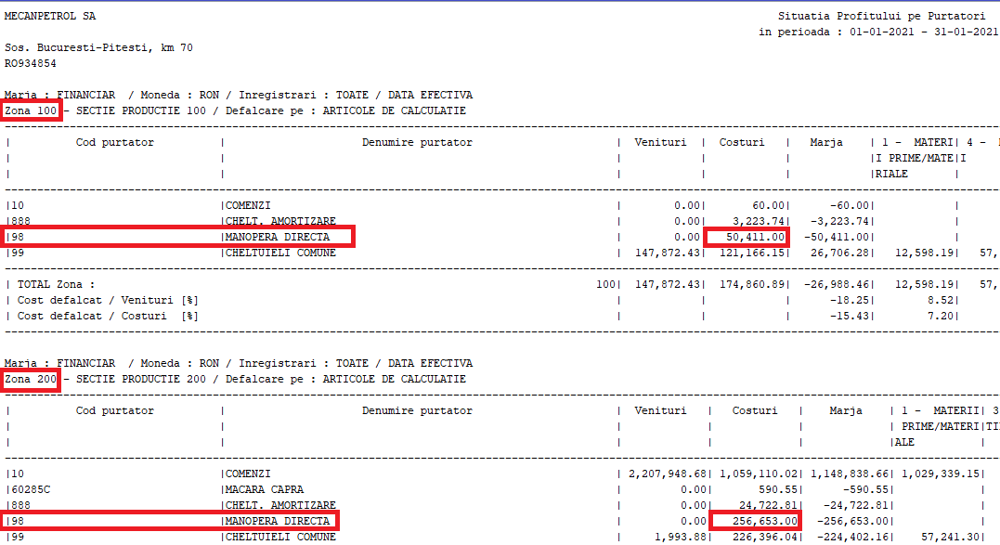 MECANPETROL SA Situatia Profitului pe Purtatori
in perioada : 01-01-2021 - 31-01-2021
Sos. Bucuresti-Pitesti, km 70
RO934854
Marja : FINANCIAR / Moneda : RON / Inregistrari : TOATE / DATA EFECTIVA
Zona 100 - SECTIE PRODUCTIE 100 / Defalcare pe : ARTICOLE DE CALCULATIE
| Cod purtator | Denumire purtator | Venituri | Costuri | Marja | 1 - MATERI| 4 -
| | | | | |I PRIME/MATE|I
| | | | | |RIALE |
|10 |COMENZI | 0.00| 60.00| -60.00| |
|888 |CHELT. AMORTIZARE | 0.00| 3,223.74| -3,223.74| |
|98 |MANOPERA DIRECTA | 0.00| 50,411.00| -50,411.00| |
|99 |CHELTUIELI COMUNE | 147,872.43| 121,166.15| 26,706.28| 12,598.19| 57,
| TOTAL Zona : 100| 147,872.43| 174,860.89| -26,988.46| 12,598.19| 57,
| Cost defalcat / Venituri [%] | | | -18.25| 8.52|
| Cost defalcat / Costuri [%] | | | -15.43| 7.20|
Marja : FINANCIAR / Moneda : RON / Inregistrari : TOATE / DATA EFECTIVA
Zona 200 - SECTIE PRODUCTIE 200 / Defalcare pe : ARTICOLE DE CALCULATIE
| Cod purtator | Denumire purtator | Venituri | Costuri | Marja | 1 - MATERII| 3
| | | | | | PRIME/MATERI|TI
| | | | | |ALE |
|10 |COMENZI | 2,207,948.68| 1,059,110.02| 1,148,838.66| 1,029,339.15|
|60285C |MACARA CAPRA | 0.00| 590.55| -590.55| |
|888 |CHELT. AMORTIZARE | 0.00| 24,722.81| -24,722.81| |
|98 |MANOPERA DIRECTA | 0.00| 256,653.00| -256,653.00| |
|99 |CHELTUIELI COMUNE | 1,993.88| 226,396.04| -224,402.16| 57,241.30|